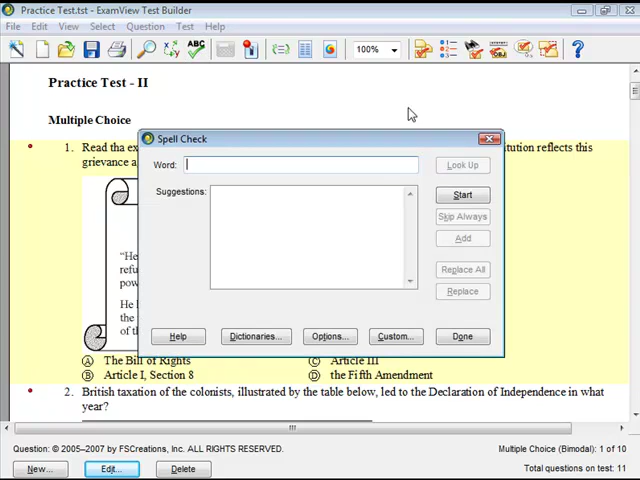 Practice Test.tst - ExamView Test Builder
File Edit View Insert Select Question Test Help
100%
Practice Test - II
Multiple Choice
1. Read tha ex
titution reflects this
grievance a
Spell Check
Word:
Look Up
Suggestions:
Start
Skip Always
Add
Replace All
Replace
Help Dictionaries... Options... Custom... Done
"He
refu
pow
He h
the
of th
A The Bill of Rights
C Article III
B Article I, Section 8
D the Fifth Amendment
2. British taxation of the colonists, illustrated by the table below, led to the Declaration of Independence in what
year?
Question: © 2005–2007 by FSCreations, Inc. ALL RIGHTS RESERVED.
Multiple Choice (Bimodal): 1 of 10
New... Edit... Delete
Total questions on test: 11